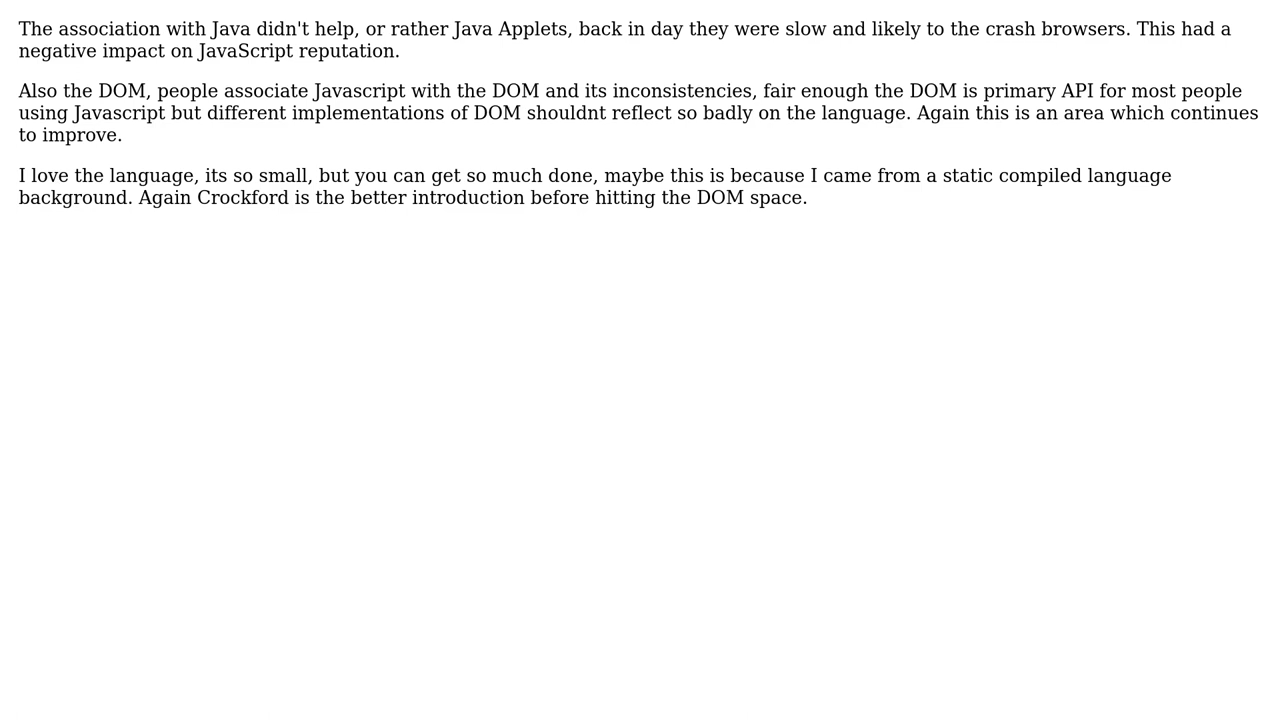 The association with Java didn't help, or rather Java Applets, back in day they were slow and likely to the crash browsers. This had a
negative impact on JavaScript reputation.
Also the DOM, people associate Javascript with the DOM and its inconsistencies, fair enough the DOM is primary API for most people
using Javascript but different implementations of DOM shouldnt reflect so badly on the language. Again this is an area which continues
to improve.
I love the language, its so small, but you can get so much done, maybe this is because I came from a static compiled language
background. Again Crockford is the better introduction before hitting the DOM space.